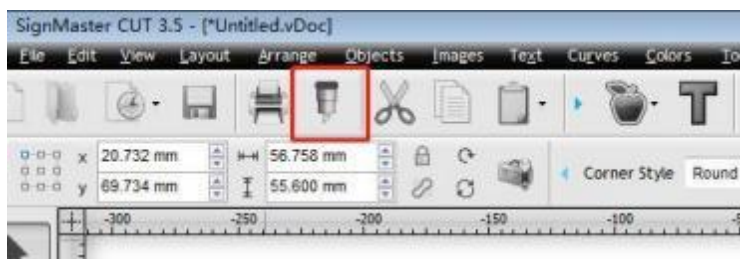 SignMaster CUT 3.5 - [*Untitled.vDoc]
File Edit View Layout Arrange Objects Images Text Curves Colors To
x 20.732 mm 56.758 mm
y 69.734 mm 55.600 mm Corner Style Round
-300 -250 -200 -150 -100